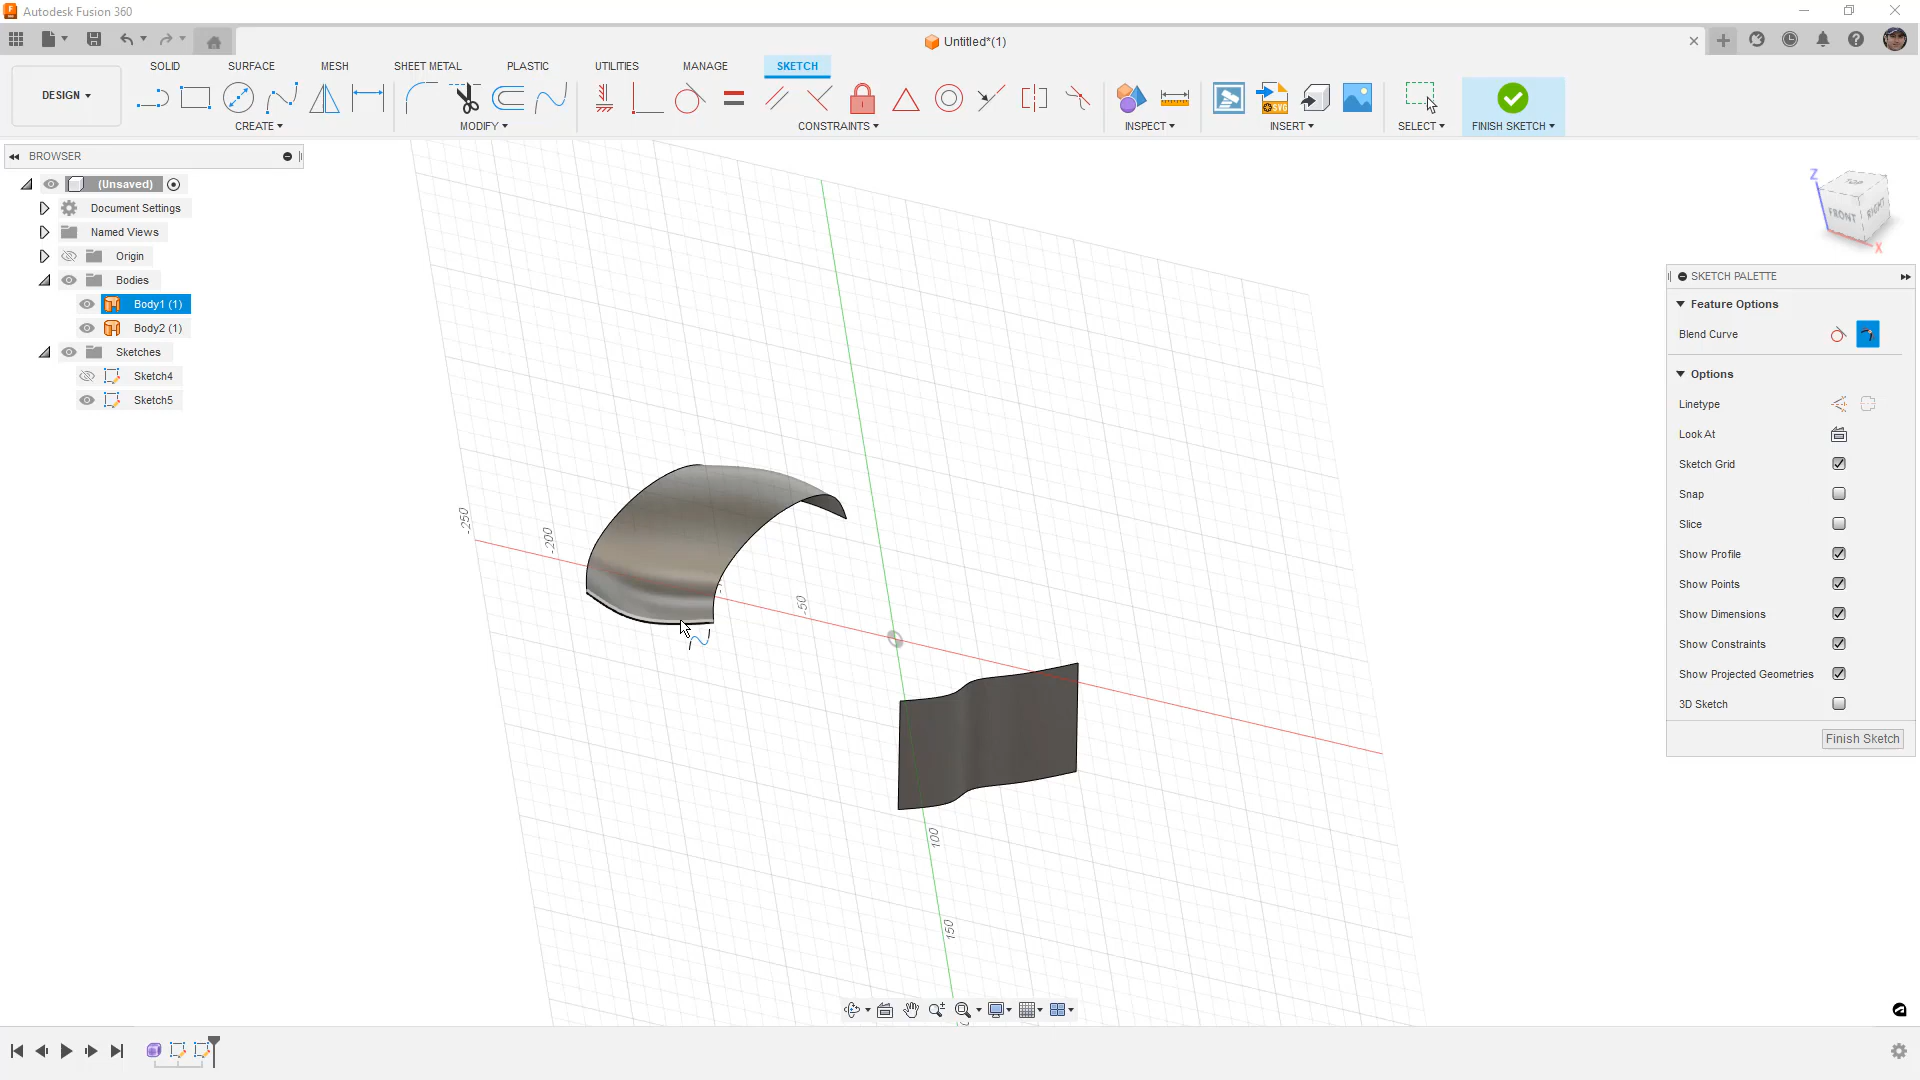 Autodesk Fusion 360
Untitled*(1)
DESIGN
SOLID
SURFACE
MESH
SHEET METAL
PLASTIC
UTILITIES
MANAGE
SKETCH
CREATE
MODIFY
CONSTRAINTS
INSPECT
INSERT
SELECT
FINISH SKETCH
BROWSER
(Unsaved)
Document Settings
Named Views
Origin
Bodies
Body1 (1)
Body2 (1)
Sketches
Sketch4
Sketch5
Z
TOP
FRONT
RIGHT
X
SKETCH PALETTE
Feature Options
Blend Curve
Options
Linetype
Look At
Sketch Grid
Snap
Slice
Show Profile
Show Points
Show Dimensions
Show Constraints
Show Projected Geometries
3D Sketch
Finish Sketch
-250
-200
-50
100
150